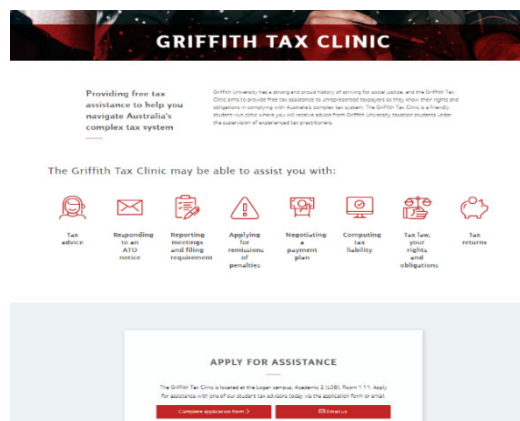 GRIFFITH TAX CLINIC
Providing free tax
assistance to help you
navigate Australia's
complex tax system
Griffith University has a strong and proud history of striving for social justice, and the Griffith Tax
Clinic aims to provide free tax assistance to unrepresented taxpayers so they know their rights and
obligations in complying with Australia's complex tax system. The Griffith Tax Clinic is a friendly,
student-run clinic where you will receive advice from Griffith University taxation students under
the supervision of experienced tax practitioners.
The Griffith Tax Clinic may be able to assist you with:
Tax
advice
Responding
to an
ATO
notice
Reporting
meetings
and filing
requirement
Applying
for
remissions
of
penalties
Negotiating
a
payment
plan
Computing
tax
liability
Tax law,
your
rights
and
obligations
Tax
returns
APPLY FOR ASSISTANCE
The Griffith Tax Clinic is located at the Logan campus, Academic 2 (L08), Room 1.11. Apply
for assistance with one of our student tax advisors today via the application form or email.
Complete application form >
Email us